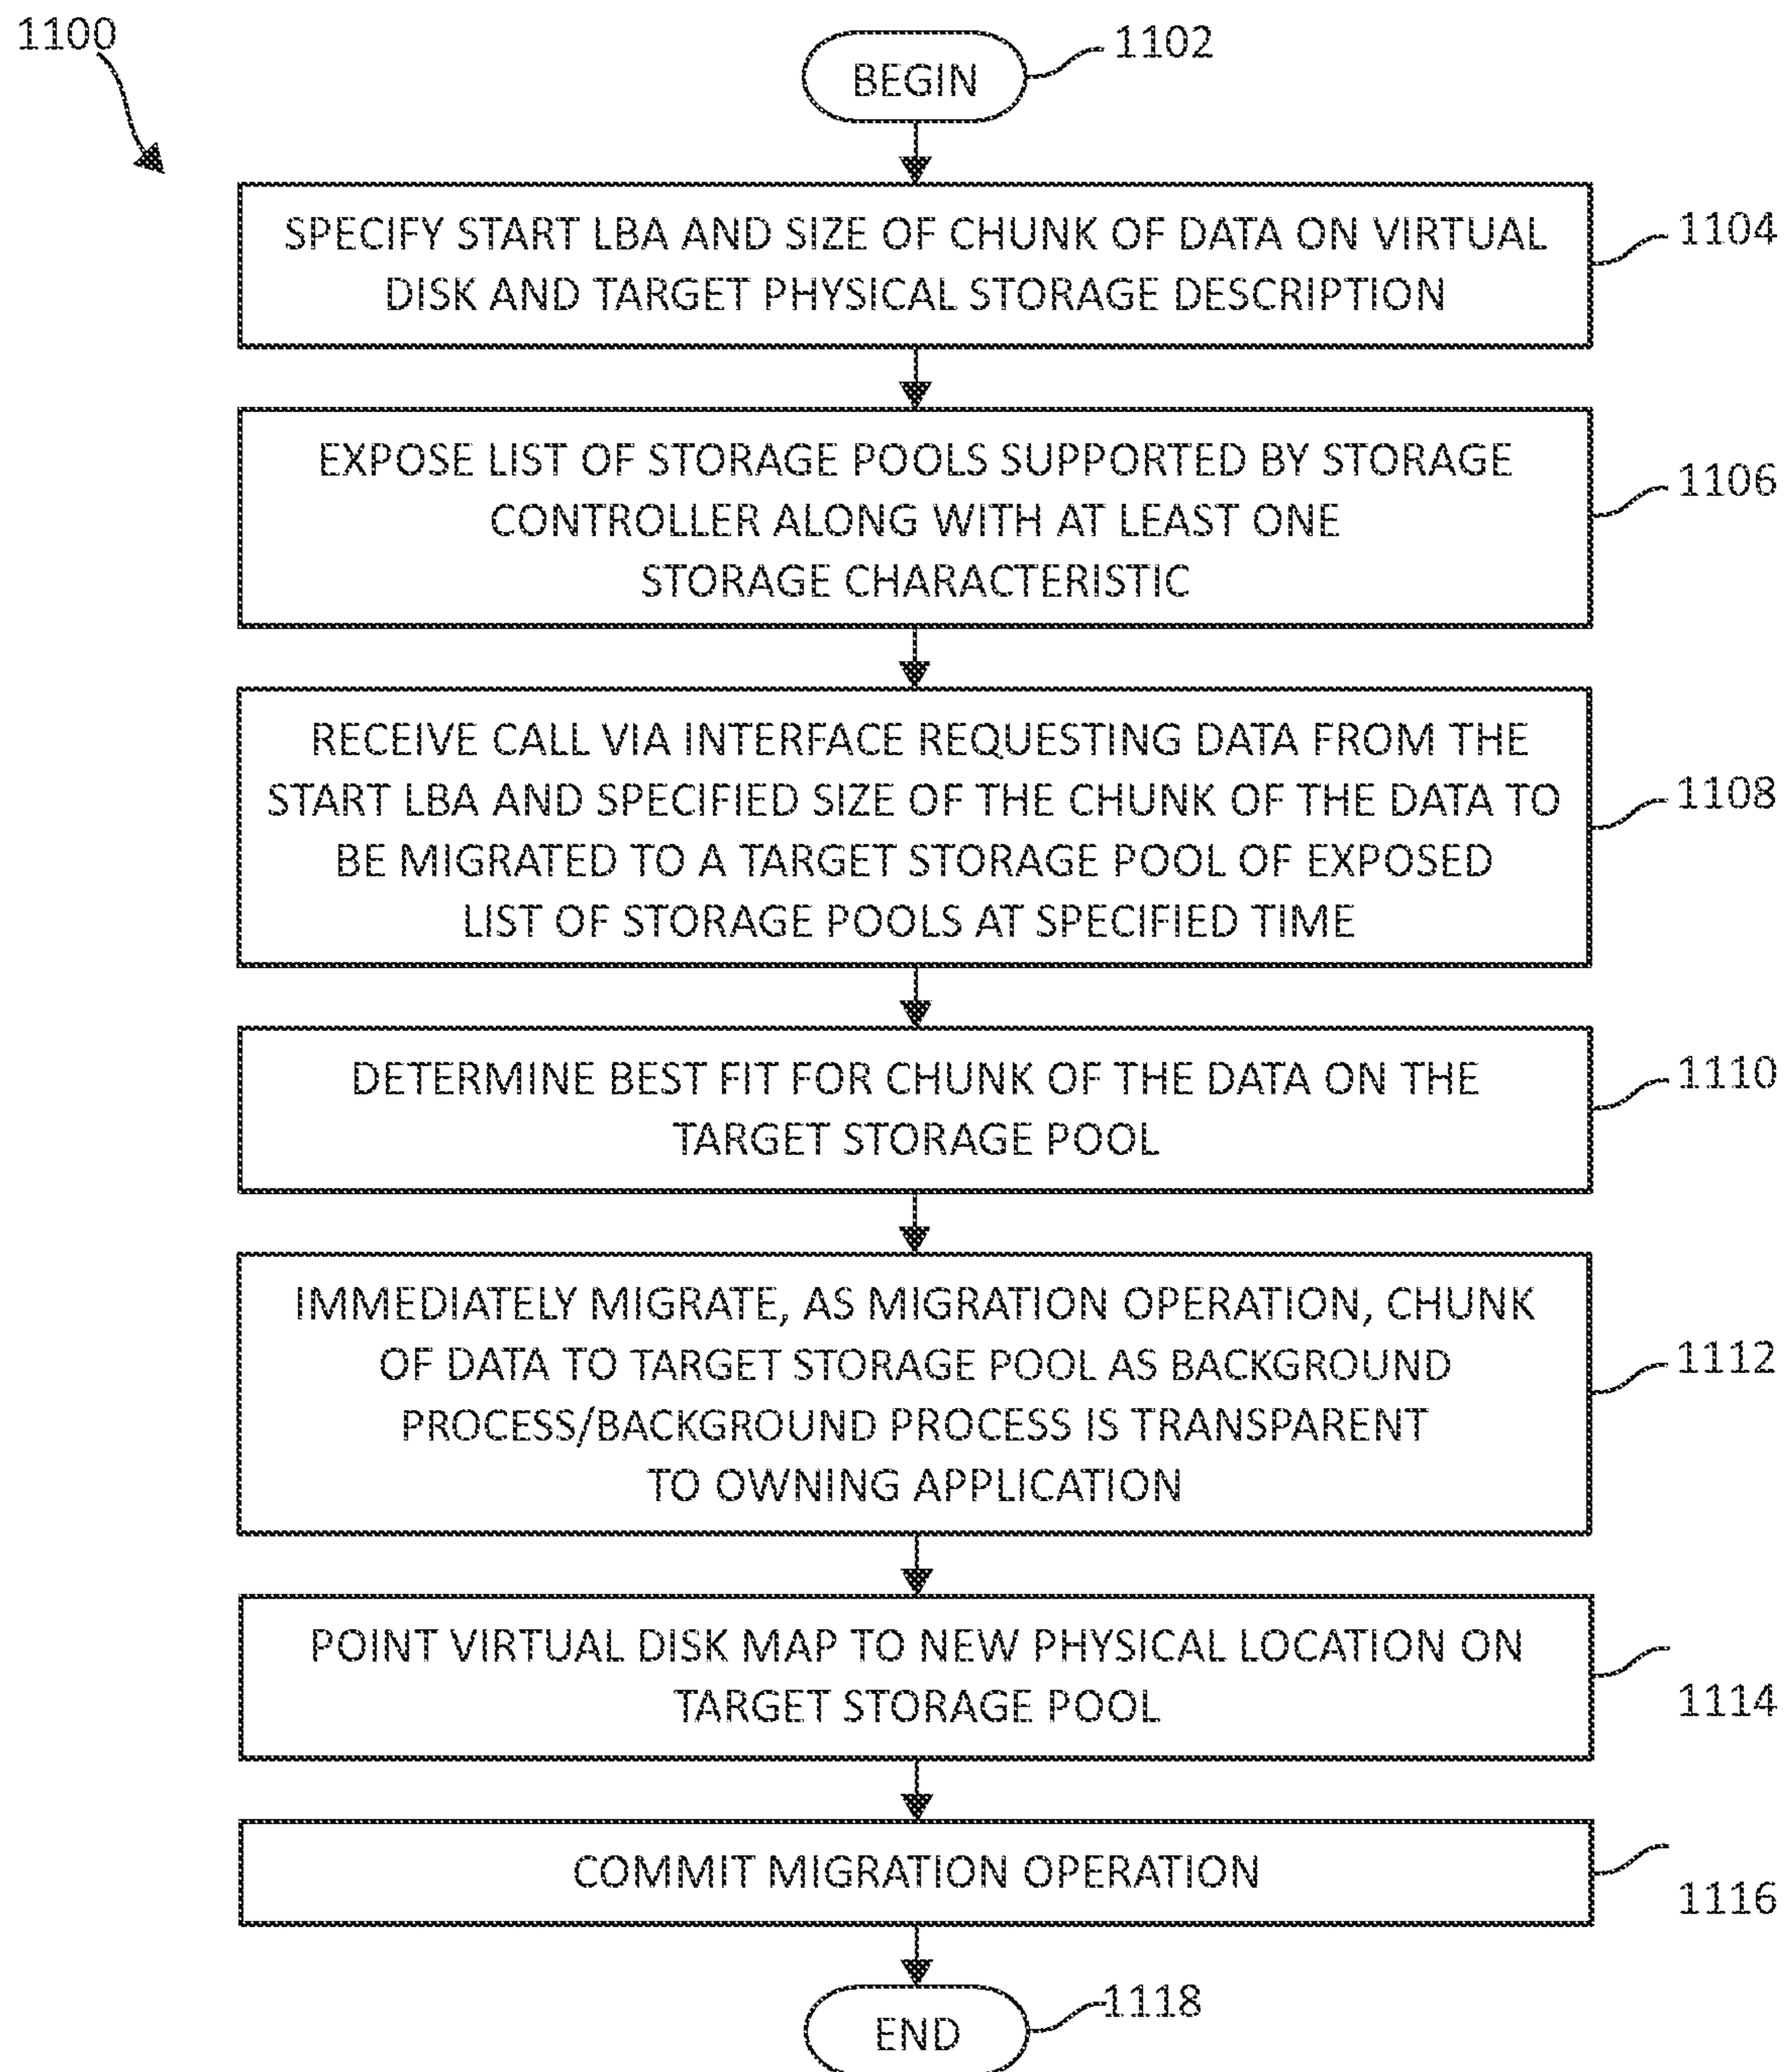 1100
BEGIN
1102
SPECIFY START LBA AND SIZE OF CHUNK OF DATA ON VIRTUAL
DISK AND TARGET PHYSICAL STORAGE DESCRIPTION
1104
EXPOSE LIST OF STORAGE POOLS SUPPORTED BY STORAGE
CONTROLLER ALONG WITH AT LEAST ONE
STORAGE CHARACTERISTIC
1106
RECEIVE CALL VIA INTERFACE REQUESTING DATA FROM THE
START LBA AND SPECIFIED SIZE OF THE CHUNK OF THE DATA TO
BE MIGRATED TO A TARGET STORAGE POOL OF EXPOSED
LIST OF STORAGE POOLS AT SPECIFIED TIME
1108
DETERMINE BEST FIT FOR CHUNK OF THE DATA ON THE
TARGET STORAGE POOL
1110
IMMEDIATELY MIGRATE, AS MIGRATION OPERATION, CHUNK
OF DATA TO TARGET STORAGE POOL AS BACKGROUND
PROCESS/BACKGROUND PROCESS IS TRANSPARENT
TO OWNING APPLICATION
1112
POINT VIRTUAL DISK MAP TO NEW PHYSICAL LOCATION ON
TARGET STORAGE POOL
1114
COMMIT MIGRATION OPERATION
1116
END
1118